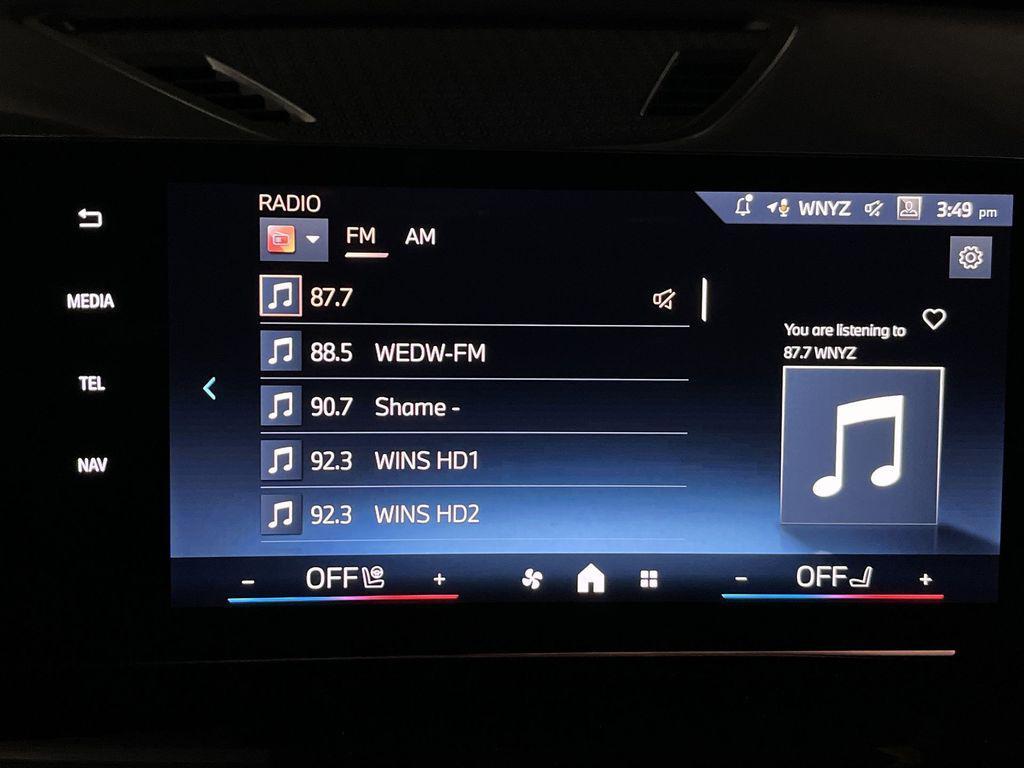 RADIO
WNYZ 3:49 pm
FM AM
MEDIA
87.7
You are listening to
87.7 WNYZ
88.5 WEDW-FM
TEL
90.7 Shame -
NAV
92.3 WINS HD1
92.3 WINS HD2
- OFF +
- OFF +